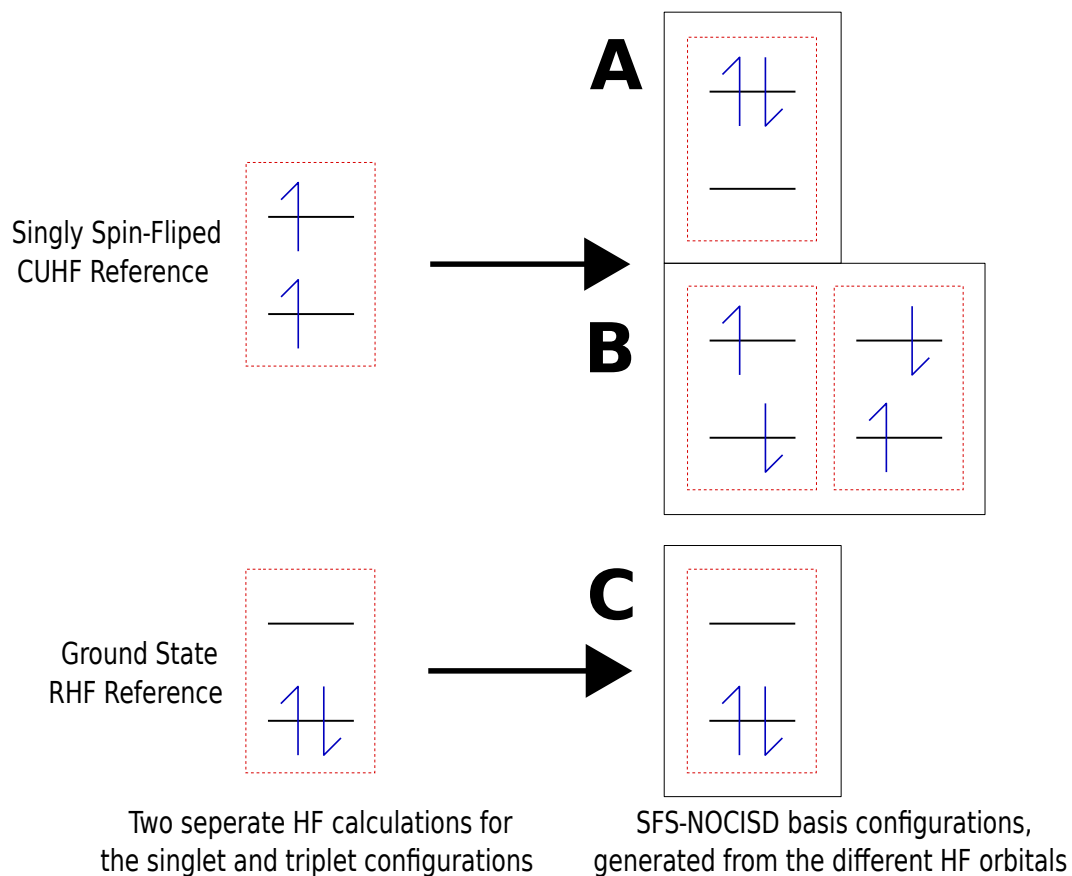 A
Singly Spin-Fliped
CUHF Reference
B
C
Ground State
RHF Reference
Two seperate HF calculations for
the singlet and triplet configurations
SFS-NOCISD basis configurations,
generated from the different HF orbitals